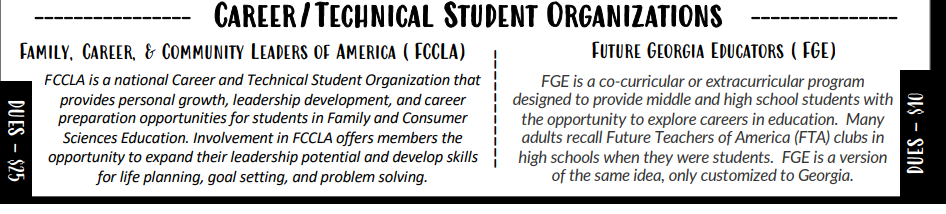 CAREER/TECHNICAL STUDENT ORGANIZATIONS
FAMILY, CAREER, & COMMUNITY LEADERS OF AMERICA ( FCCLA)
FCCLA is a national Career and Technical Student Organization that
provides personal growth, leadership development, and career
preparation opportunities for students in Family and Consumer
Sciences Education. Involvement in FCCLA offers members the
opportunity to expand their leadership potential and develop skills
for life planning, goal setting, and problem solving.
DUES – $25
FUTURE GEORGIA EDUCATORS ( FGE)
FGE is a co-curricular or extracurricular program
designed to provide middle and high school students with
the opportunity to explore careers in education. Many
adults recall Future Teachers of America (FTA) clubs in
high schools when they were students. FGE is a version
of the same idea, only customized to Georgia.
DUES – $10